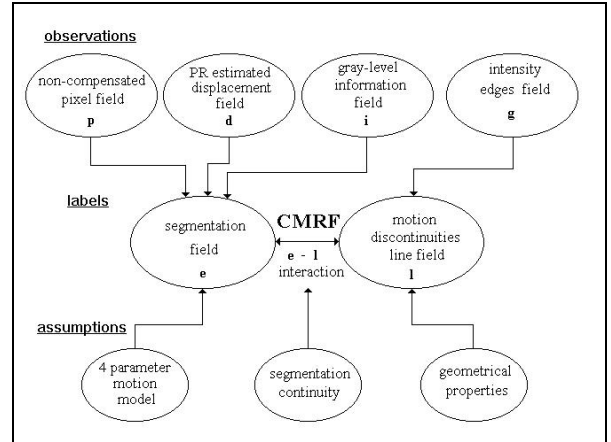 observations
non-compensated
pixel field
p
PR estimated
displacement
field
d
gray-level
information
field
i
intensity
edges field
g
labels
segmentation
field
e
CMRF
e - l
interaction
motion
discontinuities
line field
l
assumptions
4 parameter
motion
model
segmentation
continuity
geometrical
properties